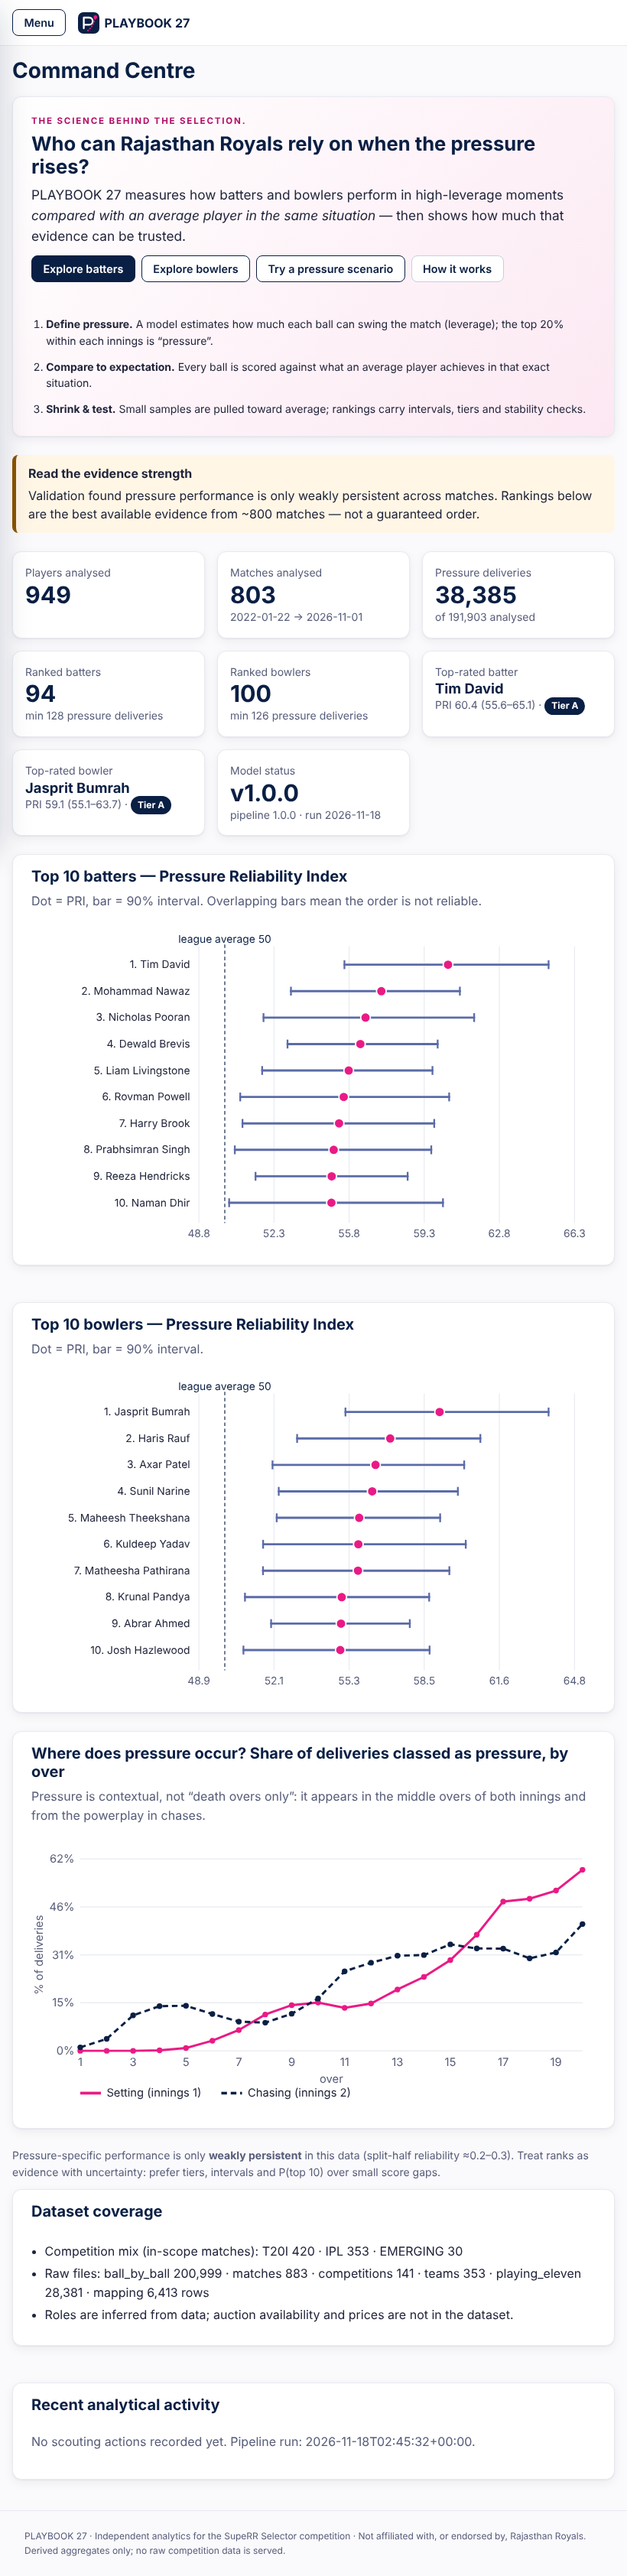 Menu
PLAYBOOK 27
Command Centre
THE SCIENCE BEHIND THE SELECTION.
Who can Rajasthan Royals rely on when the pressure
rises?
PLAYBOOK 27 measures how batters and bowlers perform in high-leverage moments
compared with an average player in the same situation — then shows how much that
evidence can be trusted.
Explore batters
Explore bowlers
Try a pressure scenario
How it works
1. Define pressure. A model estimates how much each ball can swing the match (leverage); the top 20%
within each innings is “pressure”.
2. Compare to expectation. Every ball is scored against what an average player achieves in that exact
situation.
3. Shrink & test. Small samples are pulled toward average; rankings carry intervals, tiers and stability checks.
Read the evidence strength
Validation found pressure performance is only weakly persistent across matches. Rankings below
are the best available evidence from ~800 matches — not a guaranteed order.
Players analysed
949
Matches analysed
803
2022-01-22 → 2026-11-01
Pressure deliveries
38,385
of 191,903 analysed
Ranked batters
94
min 128 pressure deliveries
Ranked bowlers
100
min 126 pressure deliveries
Top-rated batter
Tim David
PRI 60.4 (55.6–65.1) · Tier A
Top-rated bowler
Jasprit Bumrah
PRI 59.1 (55.1–63.7) · Tier A
Model status
v1.0.0
pipeline 1.0.0 · run 2026-11-18
Top 10 batters — Pressure Reliability Index
Dot = PRI, bar = 90% interval. Overlapping bars mean the order is not reliable.
league average 50
1. Tim David
2. Mohammad Nawaz
3. Nicholas Pooran
4. Dewald Brevis
5. Liam Livingstone
6. Rovman Powell
7. Harry Brook
8. Prabhsimran Singh
9. Reeza Hendricks
10. Naman Dhir
48.8 52.3 55.8 59.3 62.8 66.3
Top 10 bowlers — Pressure Reliability Index
Dot = PRI, bar = 90% interval.
league average 50
1. Jasprit Bumrah
2. Haris Rauf
3. Axar Patel
4. Sunil Narine
5. Maheesh Theekshana
6. Kuldeep Yadav
7. Matheesha Pathirana
8. Krunal Pandya
9. Abrar Ahmed
10. Josh Hazlewood
48.9 52.1 55.3 58.5 61.6 64.8
Where does pressure occur? Share of deliveries classed as pressure, by
over
Pressure is contextual, not “death overs only”: it appears in the middle overs of both innings and
from the powerplay in chases.
62%
46%
31%
15%
0%
% of deliveries
1 3 5 7 9 11 13 15 17 19
over
Setting (innings 1)
Chasing (innings 2)
Pressure-specific performance is only weakly persistent in this data (split-half reliability ≈0.2–0.3). Treat ranks as
evidence with uncertainty: prefer tiers, intervals and P(top 10) over small score gaps.
Dataset coverage
• Competition mix (in-scope matches): T20I 420 · IPL 353 · EMERGING 30
• Raw files: ball_by_ball 200,999 · matches 883 · competitions 141 · teams 353 · playing_eleven
28,381 · mapping 6,413 rows
• Roles are inferred from data; auction availability and prices are not in the dataset.
Recent analytical activity
No scouting actions recorded yet. Pipeline run: 2026-11-18T02:45:32+00:00.
PLAYBOOK 27 · Independent analytics for the SupeRR Selector competition · Not affiliated with, or endorsed by, Rajasthan Royals.
Derived aggregates only; no raw competition data is served.